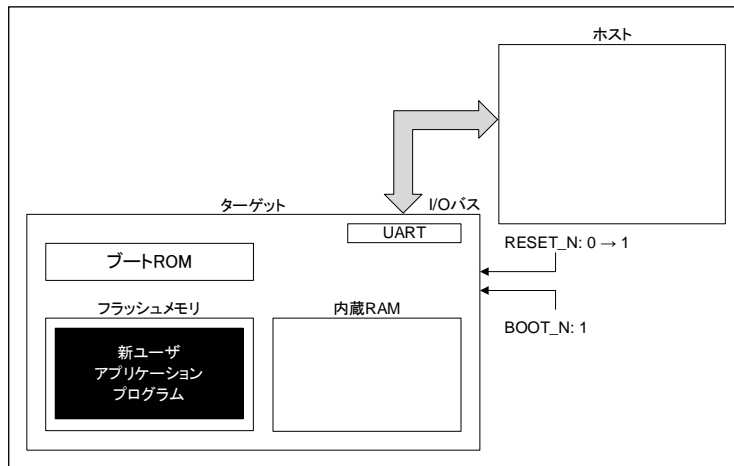 ホスト
ターゲット
I/Oバス
UART
RESET_N: 0 → 1
ブートROM
フラッシュメモリ
内蔵RAM
BOOT_N: 1
新ユーザ
アプリケーション
プログラム